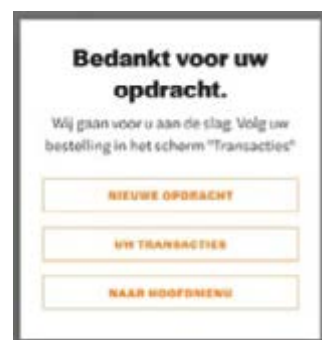 Bedankt voor uw
opdracht.
Wij gaan voor u aan de slag. Volg uw
bestelling in het scherm "Transacties"
NIEUWE OPDRACHT
UW TRANSACTIES
NAAR HOOFDMENU